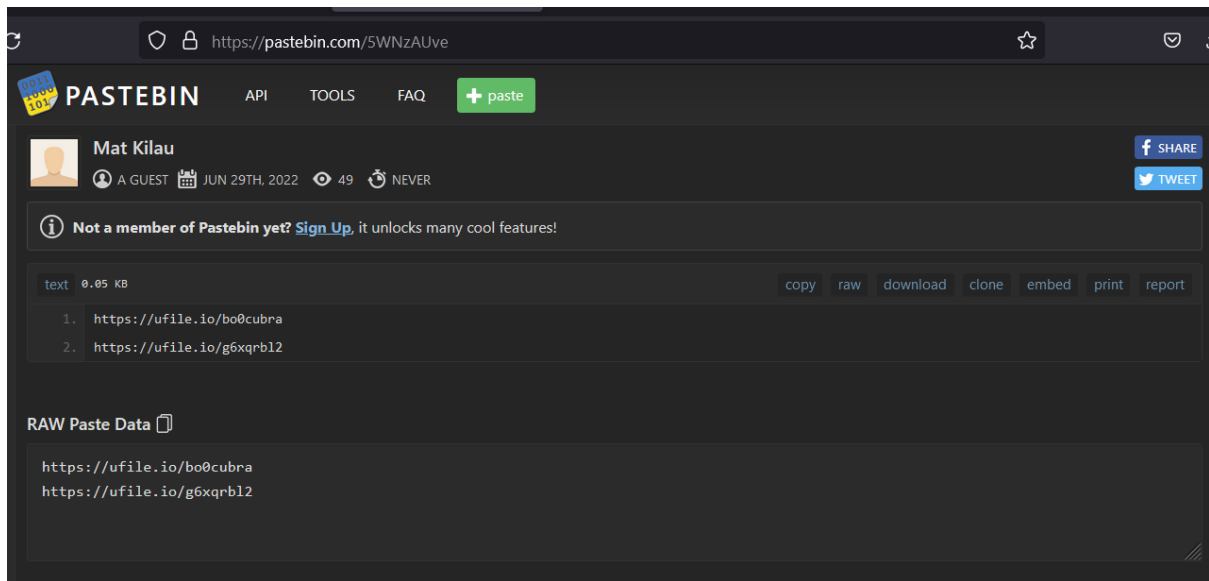 https://pastebin.com/5WNzAUve
PASTEBIN API TOOLS FAQ + paste
Mat Kilau
SHARE
A GUEST JUN 29TH, 2022 49 NEVER
TWEET
Not a member of Pastebin yet? Sign Up, it unlocks many cool features!
text 0.05 KB copy raw download clone embed print report
1. https://ufile.io/bo0cubra
2. https://ufile.io/g6xqrbl2
RAW Paste Data
https://ufile.io/bo0cubra
https://ufile.io/g6xqrbl2